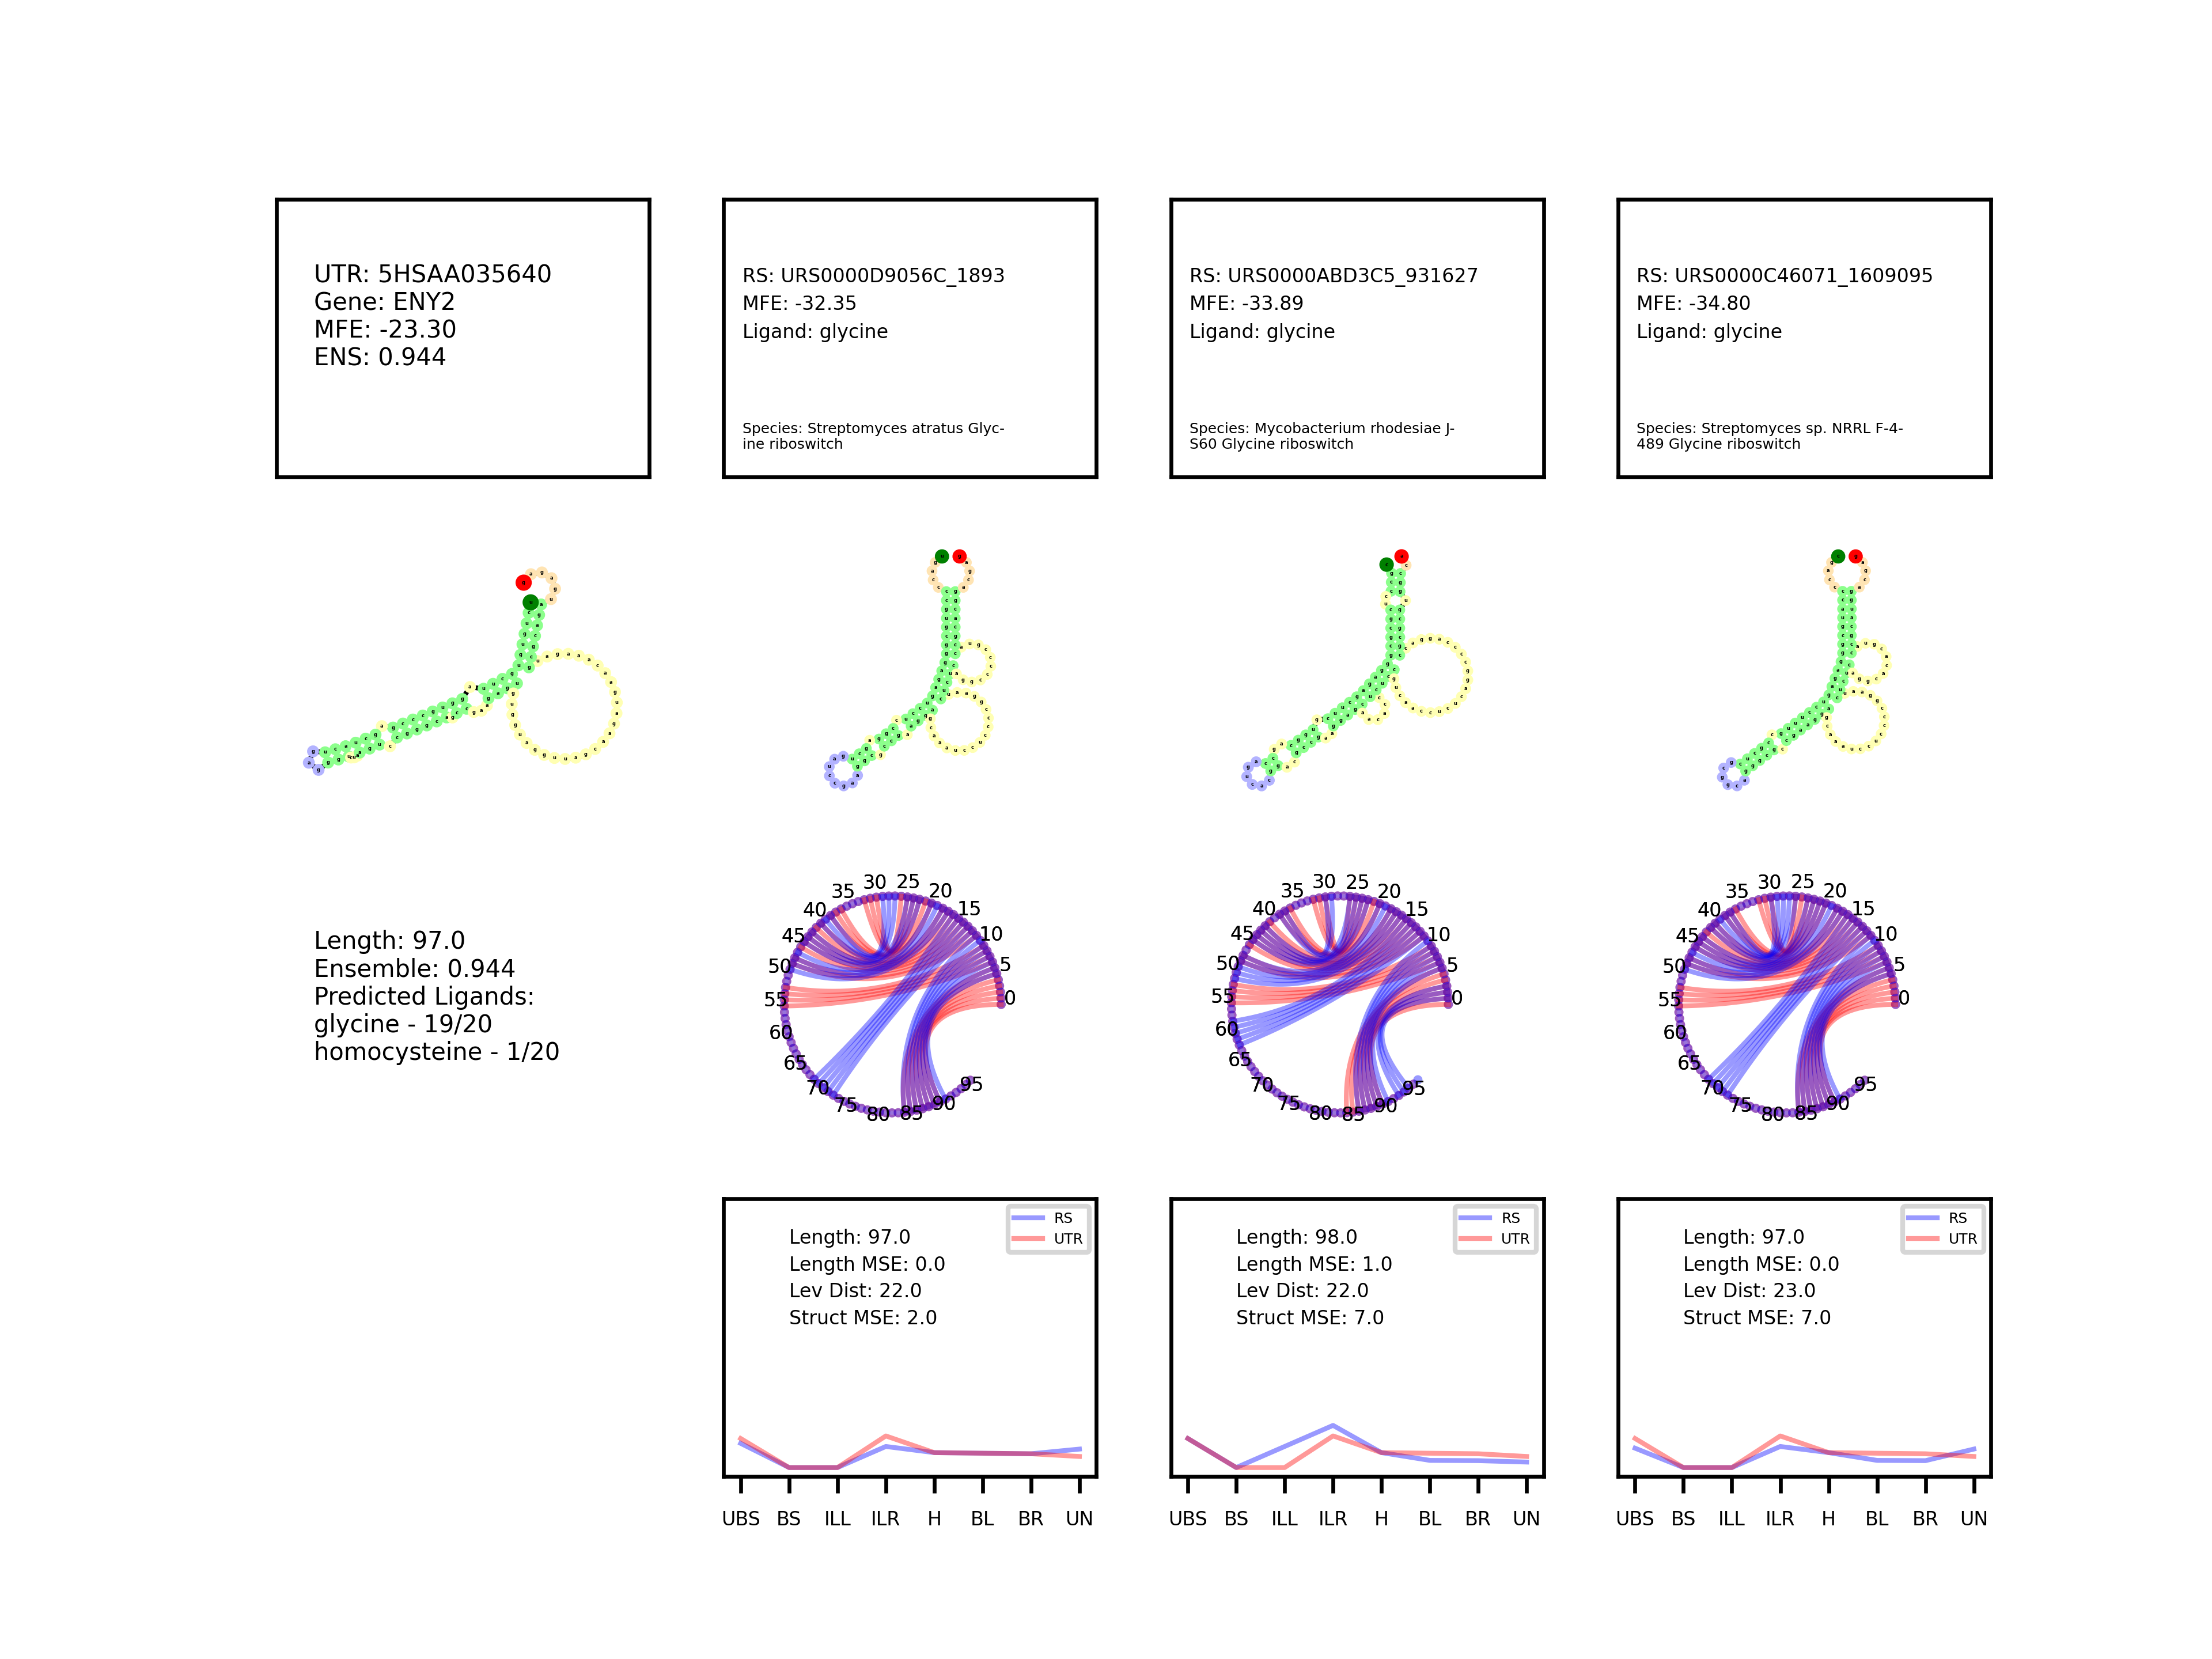 UTR: 5HSAA035640
Gene: ENY2
MFE: -23.30
ENS: 0.944
RS: URS0000D9056C_1893
MFE: -32.35
Ligand: glycine
Species: Streptomyces atratus Glyc-
ine riboswitch
RS: URS0000ABD3C5_931627
MFE: -33.89
Ligand: glycine
Species: Mycobacterium rhodesiae J-
S60 Glycine riboswitch
RS: URS0000C46071_1609095
MFE: -34.80
Ligand: glycine
Species: Streptomyces sp. NRRL F-4-
489 Glycine riboswitch
Length: 97.0
Ensemble: 0.944
Predicted Ligands:
glycine - 19/20
homocysteine - 1/20
0
5
10
15
20
25
30
35
40
45
50
55
60
65
70
75
80
85
90
95
0
5
10
15
20
25
30
35
40
45
50
55
60
65
70
75
80
85
90
95
0
5
10
15
20
25
30
35
40
45
50
55
60
65
70
75
80
85
90
95
RS
UTR
Length: 97.0
Length MSE: 0.0
Lev Dist: 22.0
Struct MSE: 2.0
UBS BS ILL ILR H BL BR UN
RS
UTR
Length: 98.0
Length MSE: 1.0
Lev Dist: 22.0
Struct MSE: 7.0
UBS BS ILL ILR H BL BR UN
RS
UTR
Length: 97.0
Length MSE: 0.0
Lev Dist: 23.0
Struct MSE: 7.0
UBS BS ILL ILR H BL BR UN